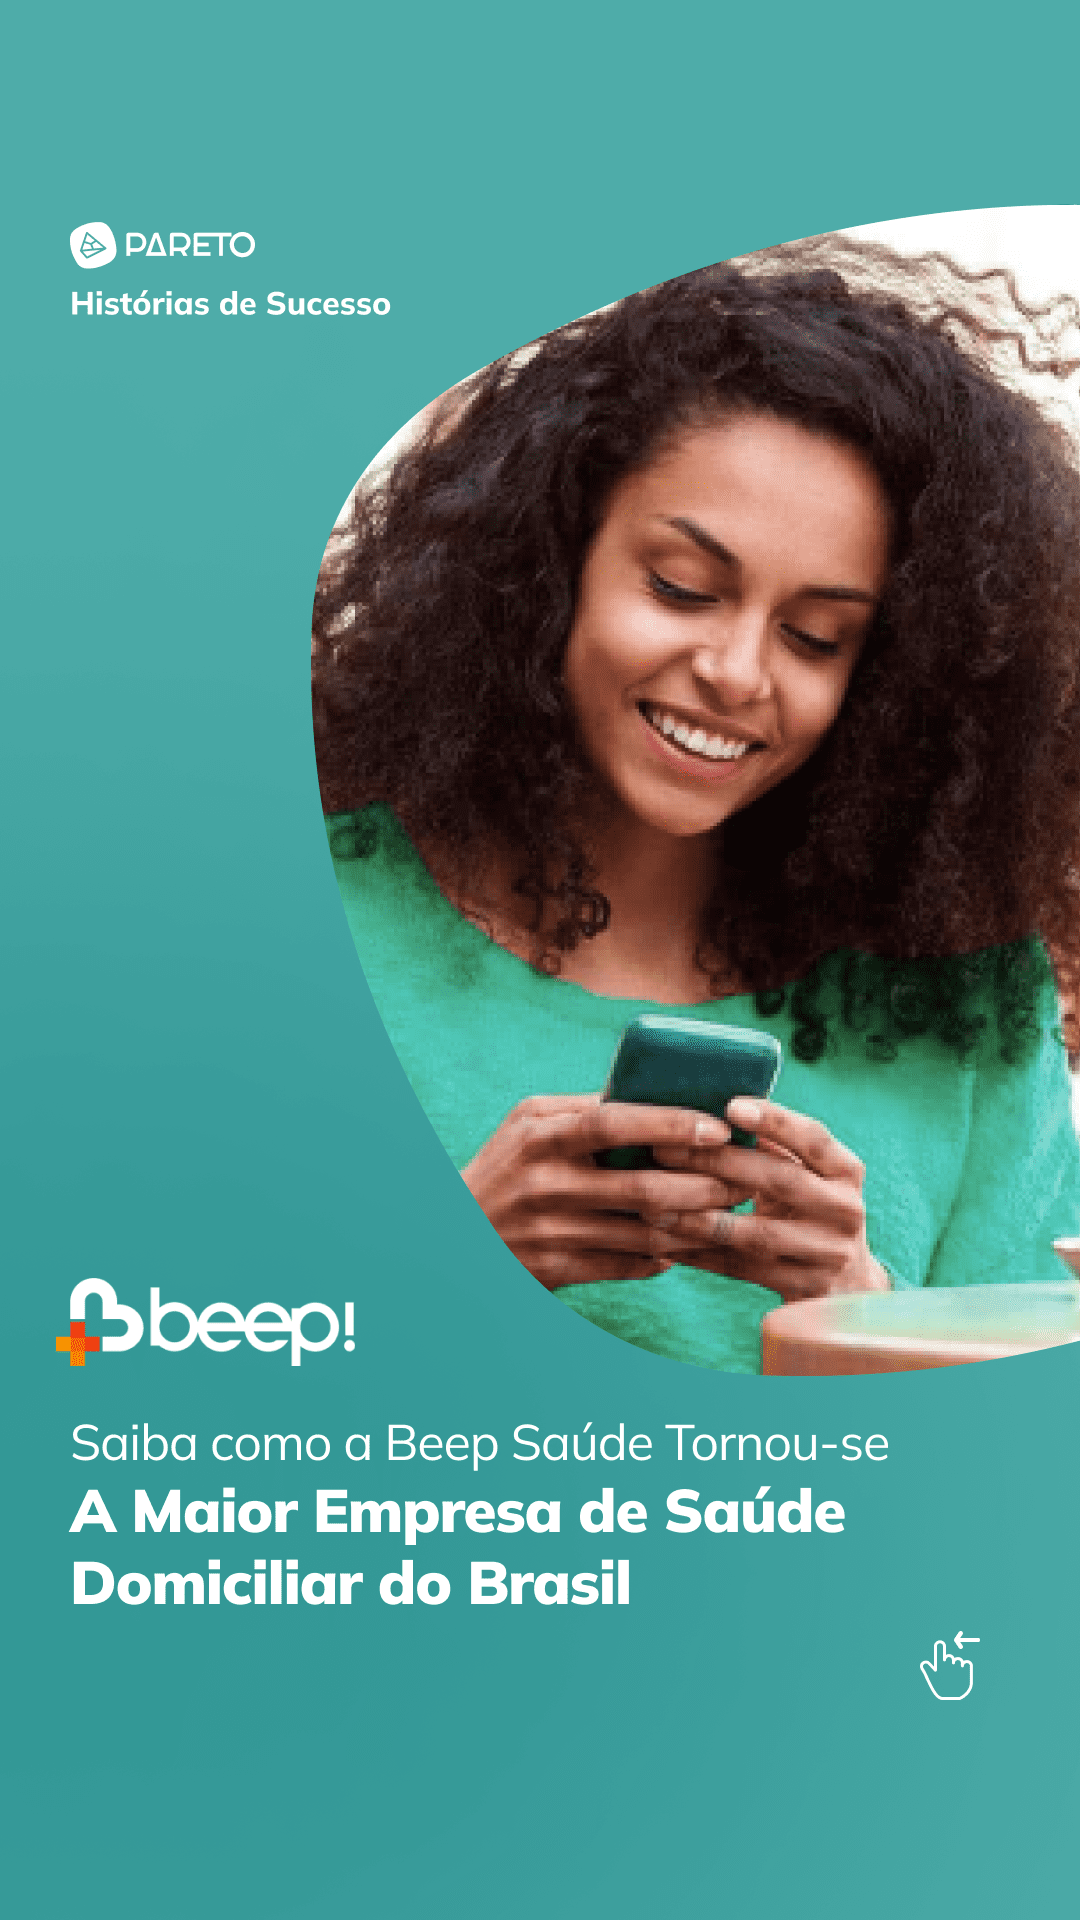 PARETO
Histórias de Sucesso
beep!
Saiba como a Beep Saúde Tornou-se
A Maior Empresa de Saúde
Domiciliar do Brasil